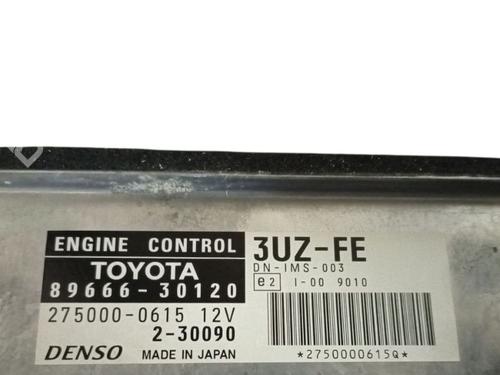 ENGINE CONTROL 3UZ-FE
TOYOTA DN-IMS-003
89666-30120 e2 I-00 9010
275000-0615 12V
2-30090
DENSO MADE IN JAPAN *2750000615Q*